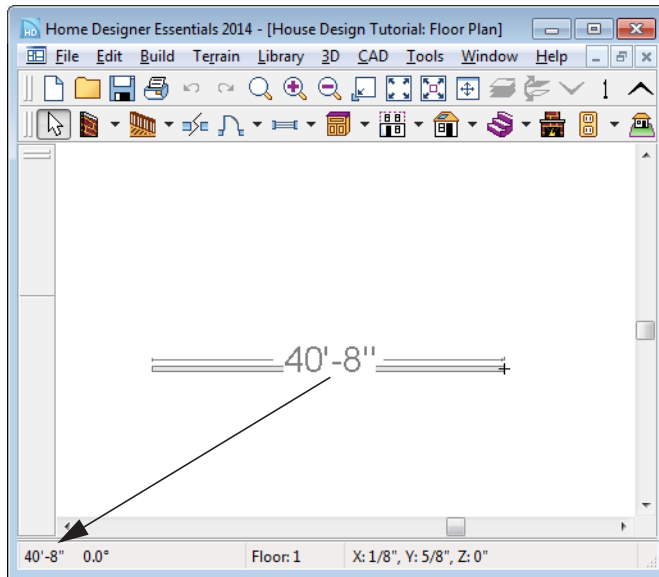 Home Designer Essentials 2014 - [House Design Tutorial: Floor Plan]
File Edit Build Terrain Library 3D CAD Tools Window Help
1
40'-8"
40'-8" 0.0° Floor: 1 X: 1/8", Y: 5/8", Z: 0"